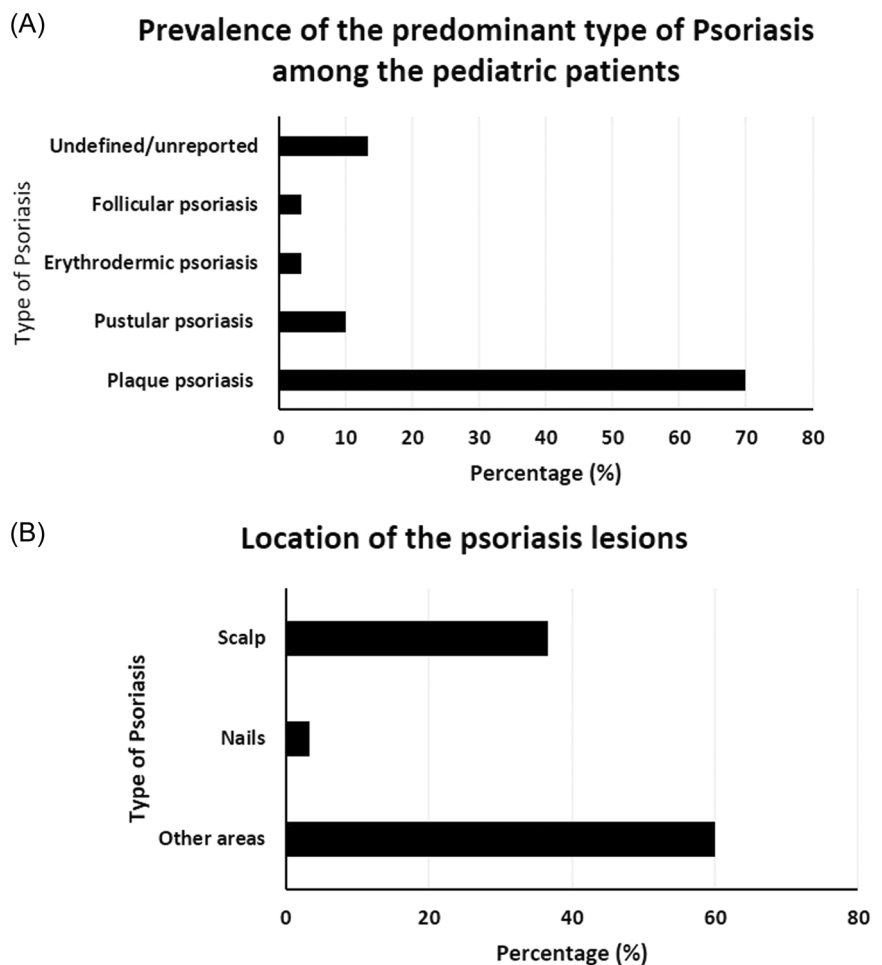 (A)
Prevalence of the predominant type of Psoriasis
among the pediatric patients
Type of Psoriasis
Undefined/unreported
Follicular psoriasis
Erythrodermic psoriasis
Pustular psoriasis
Plaque psoriasis
0 10 20 30 40 50 60 70 80
Percentage (%)
(B)
Location of the psoriasis lesions
Type of Psoriasis
Scalp
Nails
Other areas
0 20 40 60 80
Percentage (%)